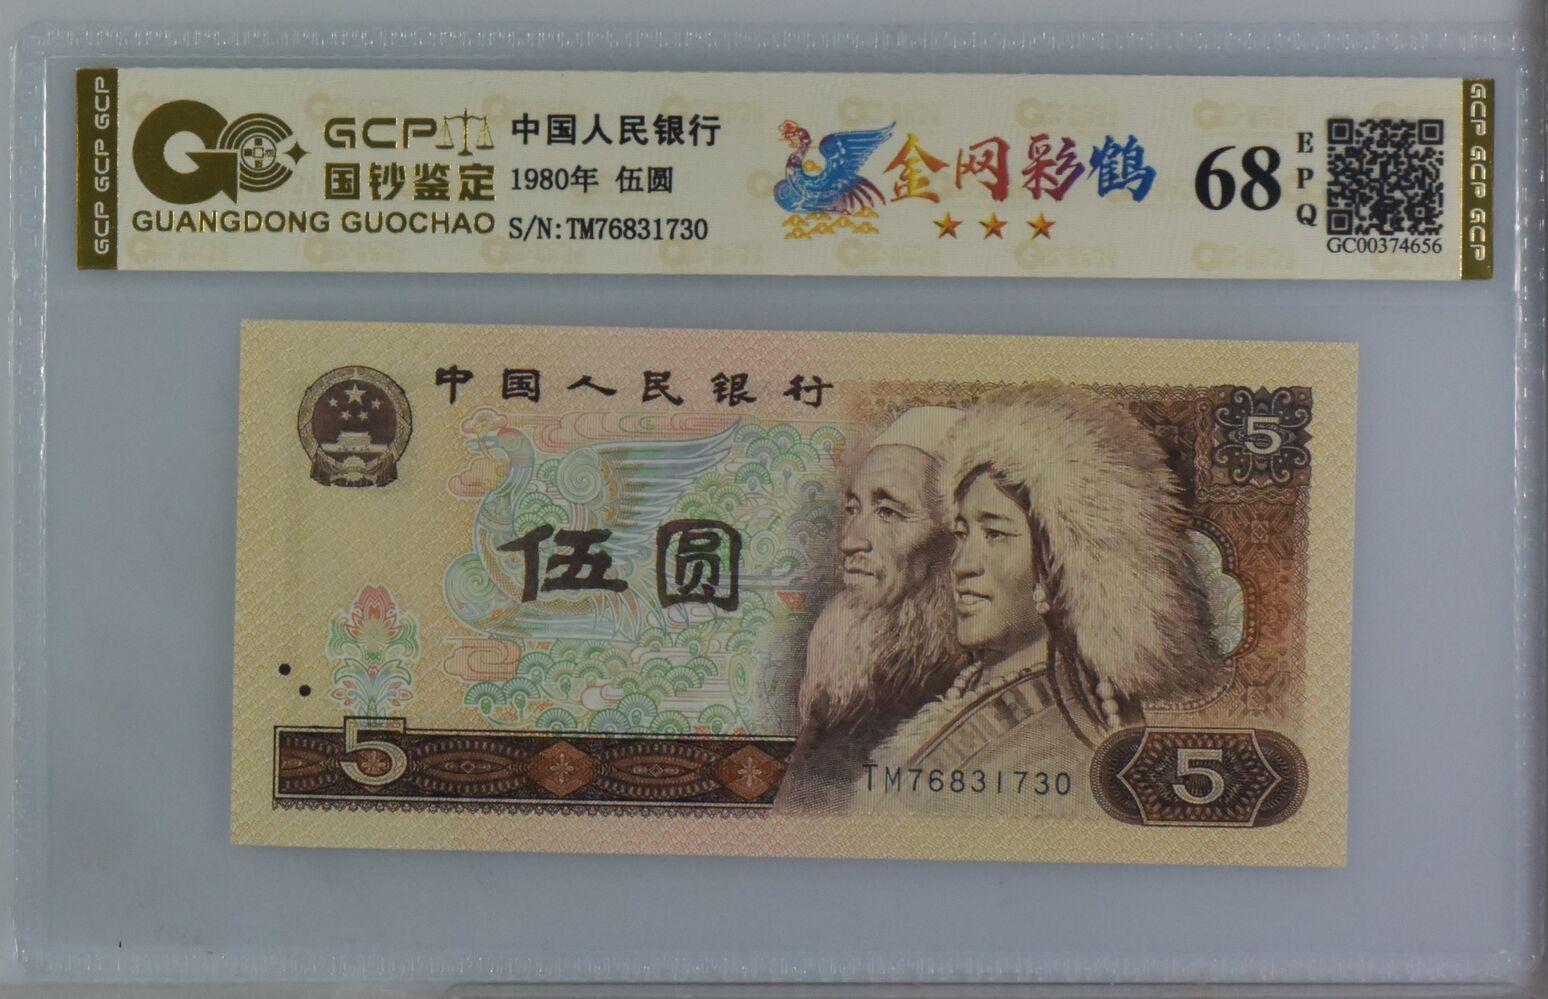 GCP GCP GCP
GCP
国钞鉴定
GUANGDONG GUOCHAO
中国人民银行
1980年 伍圆
S/N:TM76831730
金网彩鹤
68
EPQ
GC00374656
GCP GCP GCP
中国人民银行
5
伍圆
5
TM76831730
5